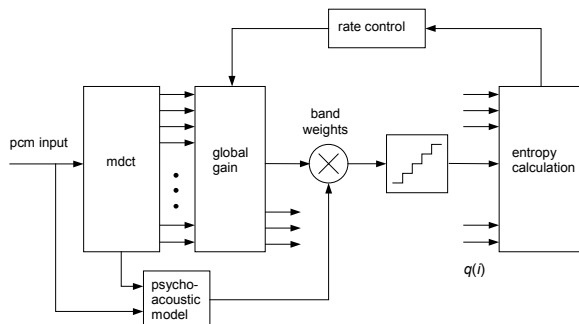 rate control
band
weights
pcm input
mdct
global
gain
entropy
calculation
psycho-
acoustic
model
q(i)